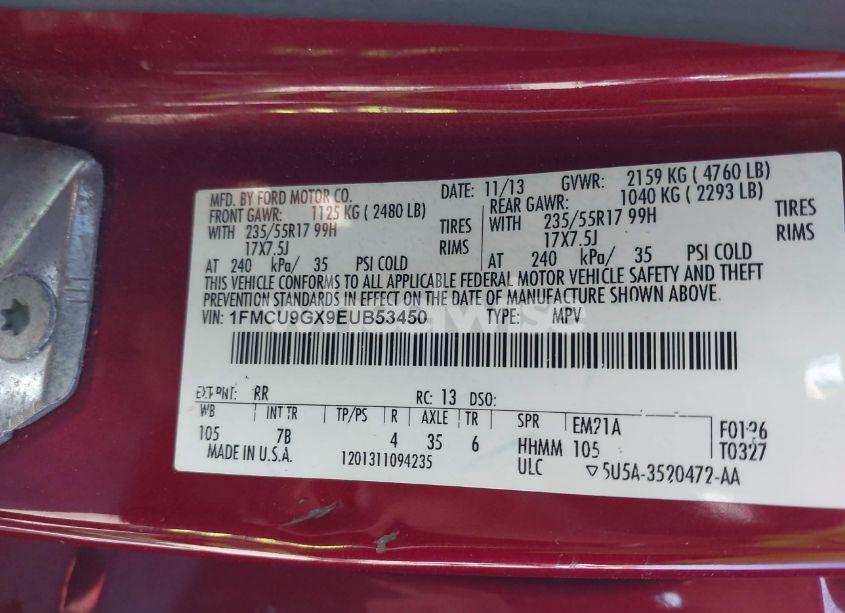 MFD. BY FORD MOTOR CO.
DATE: 11/13 GVWR: 2159 KG ( 4760 LB)
FRONT GAWR: 1125 KG ( 2480 LB) REAR GAWR: 1040 KG ( 2293 LB)
WITH 235/55R17 99H TIRES WITH 235/55R17 99H TIRES
17X7.5J RIMS 17X7.5J RIMS
AT 240 kPa/ 35 PSI COLD AT 240 kPa/ 35 PSI COLD
THIS VEHICLE CONFORMS TO ALL APPLICABLE FEDERAL MOTOR VEHICLE SAFETY AND THEFT
PREVENTION STANDARDS IN EFFECT ON THE DATE OF MANUFACTURE SHOWN ABOVE.
VIN: 1FMCU9GX9EUB53450 TYPE: MPV
EXT PNT: RR RC: 13 DSO:
WB INT TR TP/PS R AXLE TR SPR EM21A F0126
105 7B 4 35 6 HHMM 105 T0327
MADE IN U.S.A. 1201311094235 ULC ▽5U5A-3520472-AA